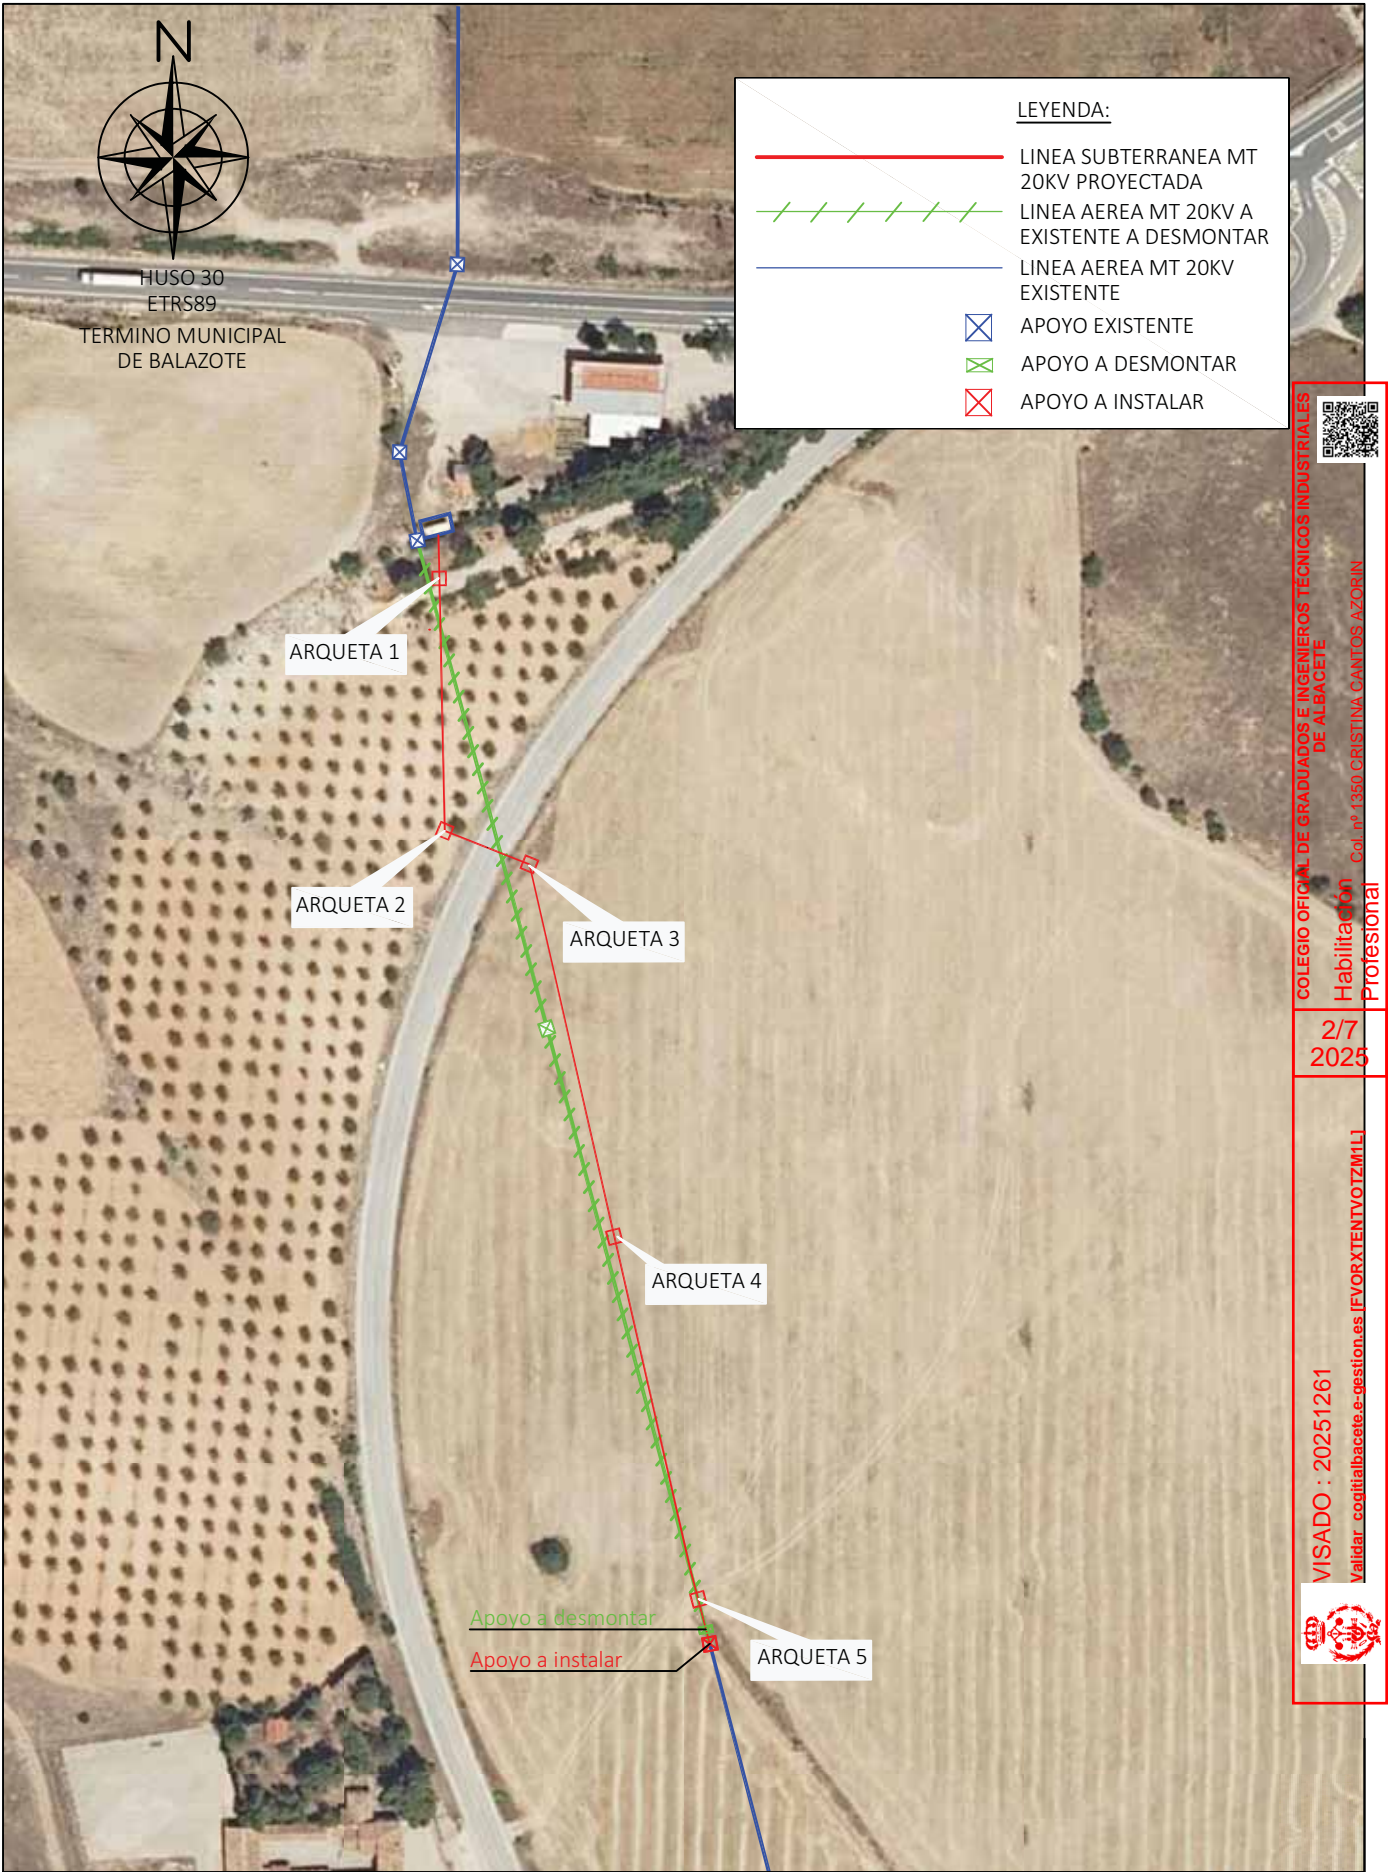 N
HUSO 30
ETRS89
TERMINO MUNICIPAL
DE BALAZOTE
LEYENDA:
LINEA SUBTERRANEA MT
20KV PROYECTADA
LINEA AEREA MT 20KV A
EXISTENTE A DESMONTAR
LINEA AEREA MT 20KV
EXISTENTE
APOYO EXISTENTE
APOYO A DESMONTAR
APOYO A INSTALAR
ARQUETA 1
ARQUETA 2
ARQUETA 3
ARQUETA 4
ARQUETA 5
Apoyo a desmontar
Apoyo a instalar
COLEGIO OFICIAL DE GRADUADOS E INGENIEROS TÉCNICOS INDUSTRIALES
DE ALBACETE
Habilitación
Profesional
Col. nº 1350 CRISTINA CANTOS AZORIN
2/7
2025
VISADO : 20251261
Validar cogitialbacete.e-gestion.es [FVORXTENTVOTZM1L]